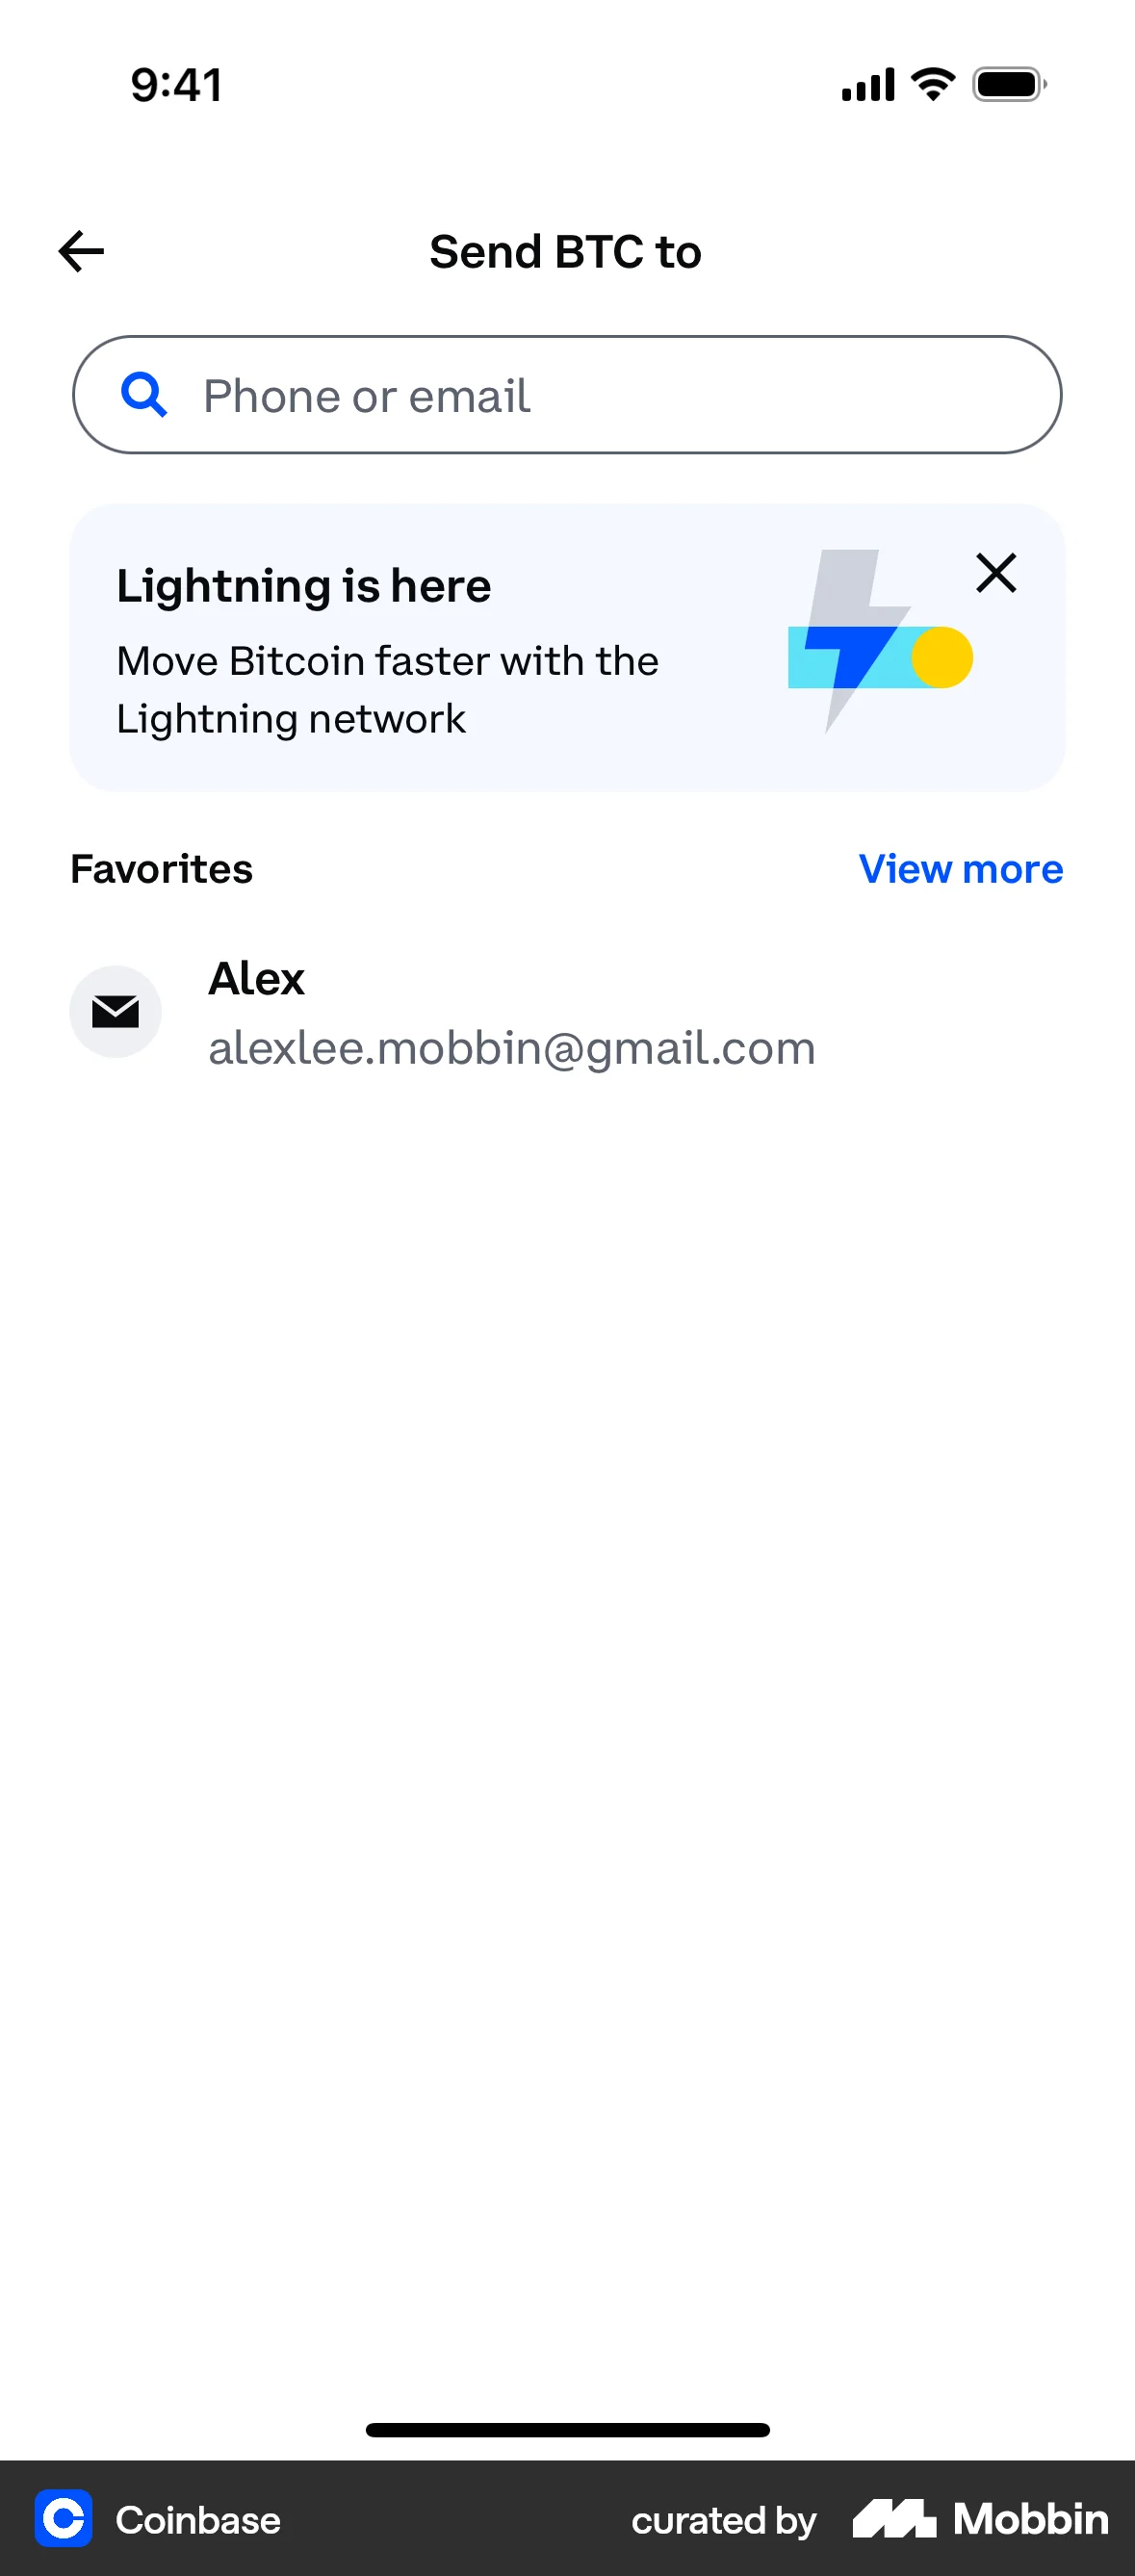 9:41
Send BTC to
Phone or email
Lightning is here
Move Bitcoin faster with the
Lightning network
Favorites
View more
Alex
alexlee.mobbin@gmail.com
Coinbase
curated by
Mobbin